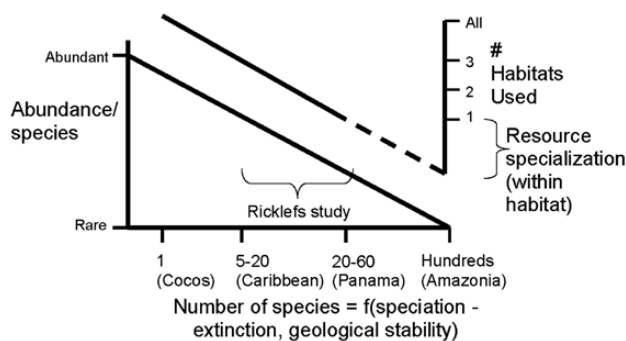 All
Abundant
#
3
Habitats
2
Used
1
Abundance/
species
Resource
specialization
(within
habitat)
Ricklefs study
Rare
1
(Cocos)
5-20
(Caribbean)
20-60
(Panama)
Hundreds
(Amazonia)
Number of species = f(speciation -
extinction, geological stability)